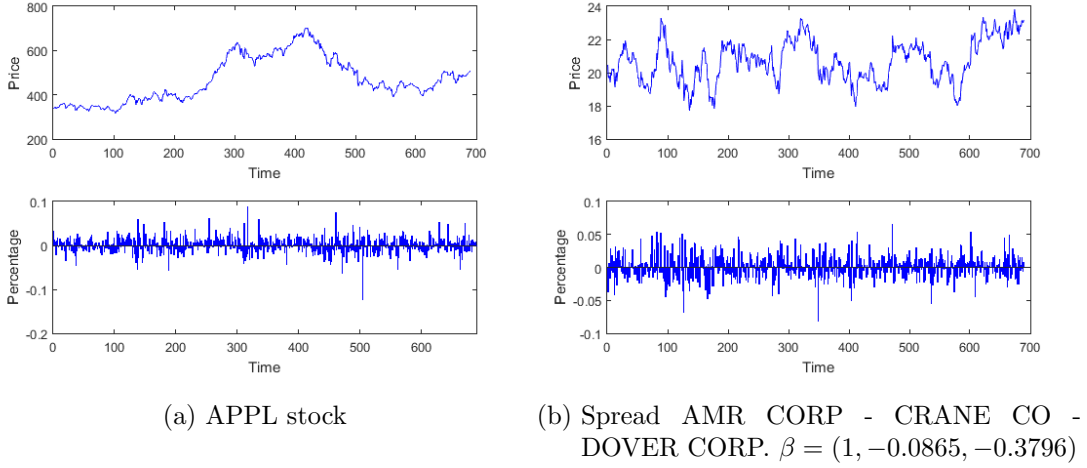 800
600
400
200
Price
0 100 200 300 400 500 600 700
Time
24
22
20
18
16
Price
0 100 200 300 400 500 600 700
Time
0.1
0
-0.1
-0.2
Percentage
0 100 200 300 400 500 600
Time
0.1
0.05
0
-0.05
-0.1
Percentage
0 100 200 300 400 500 600 700
Time
(a) APPL stock
(b) Spread AMR CORP - CRANE CO -
DOVER CORP. β = (1, −0.0865, −0.3796)